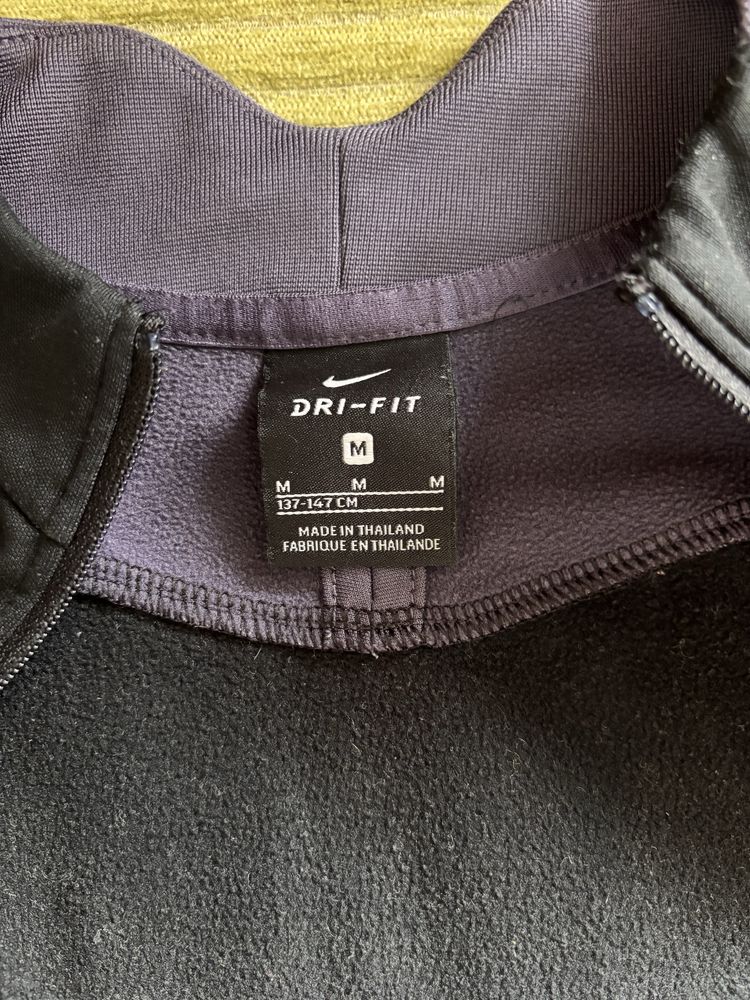 DRI-FIT
M
M M M
137-147 CM
MADE IN THAILAND
FABRIQUE EN THAILANDE